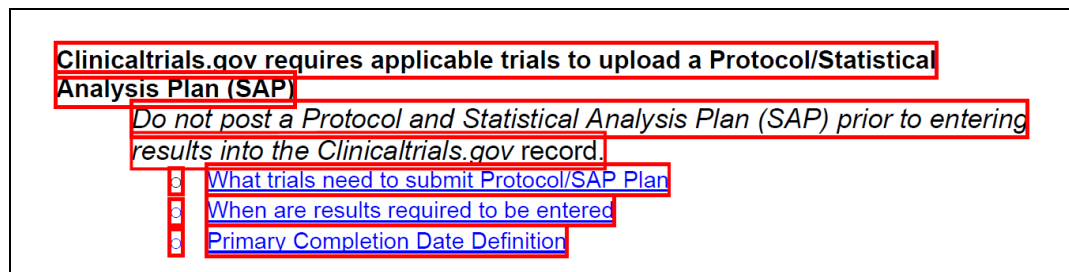 Clinicaltrials.gov requires applicable trials to upload a Protocol/Statistical
Analysis Plan (SAP)
Do not post a Protocol and Statistical Analysis Plan (SAP) prior to entering
results into the Clinicaltrials.gov record.
○ What trials need to submit Protocol/SAP Plan
○ When are results required to be entered
○ Primary Completion Date Definition